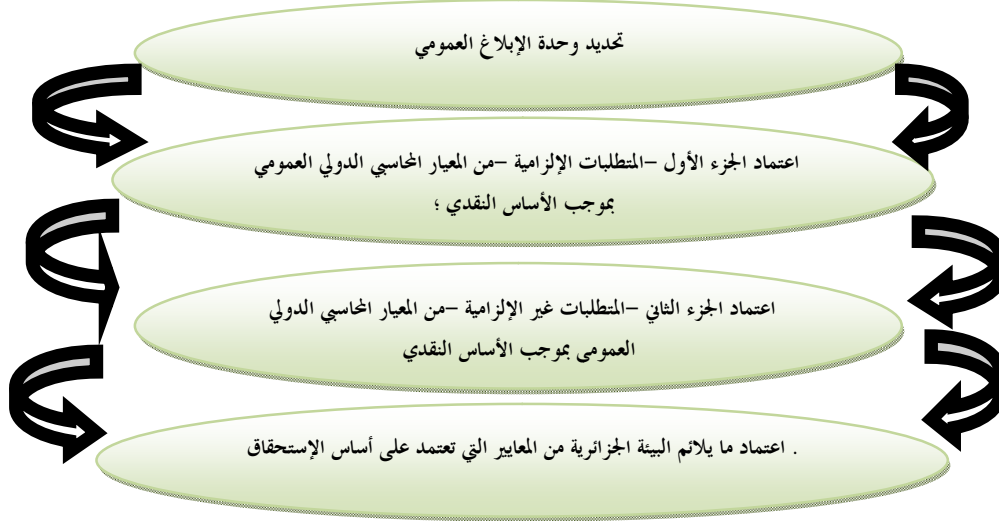 تحديد وحدة الإبلاغ العمومي
اعتماد الجزء الأول –المتطلبات الإلزامية –من المعيار المحاسبي الدولي العمومي
بموجب الأساس النقدي ؛
اعتماد الجزء الثاني –المتطلبات غير الإلزامية –من المعيار المحاسبي الدولي
العمومى بموجب الأساس النقدي
. اعتماد ما يلائم البيئة الجزائرية من المعايير التي تعتمد على أساس الإستحقاق